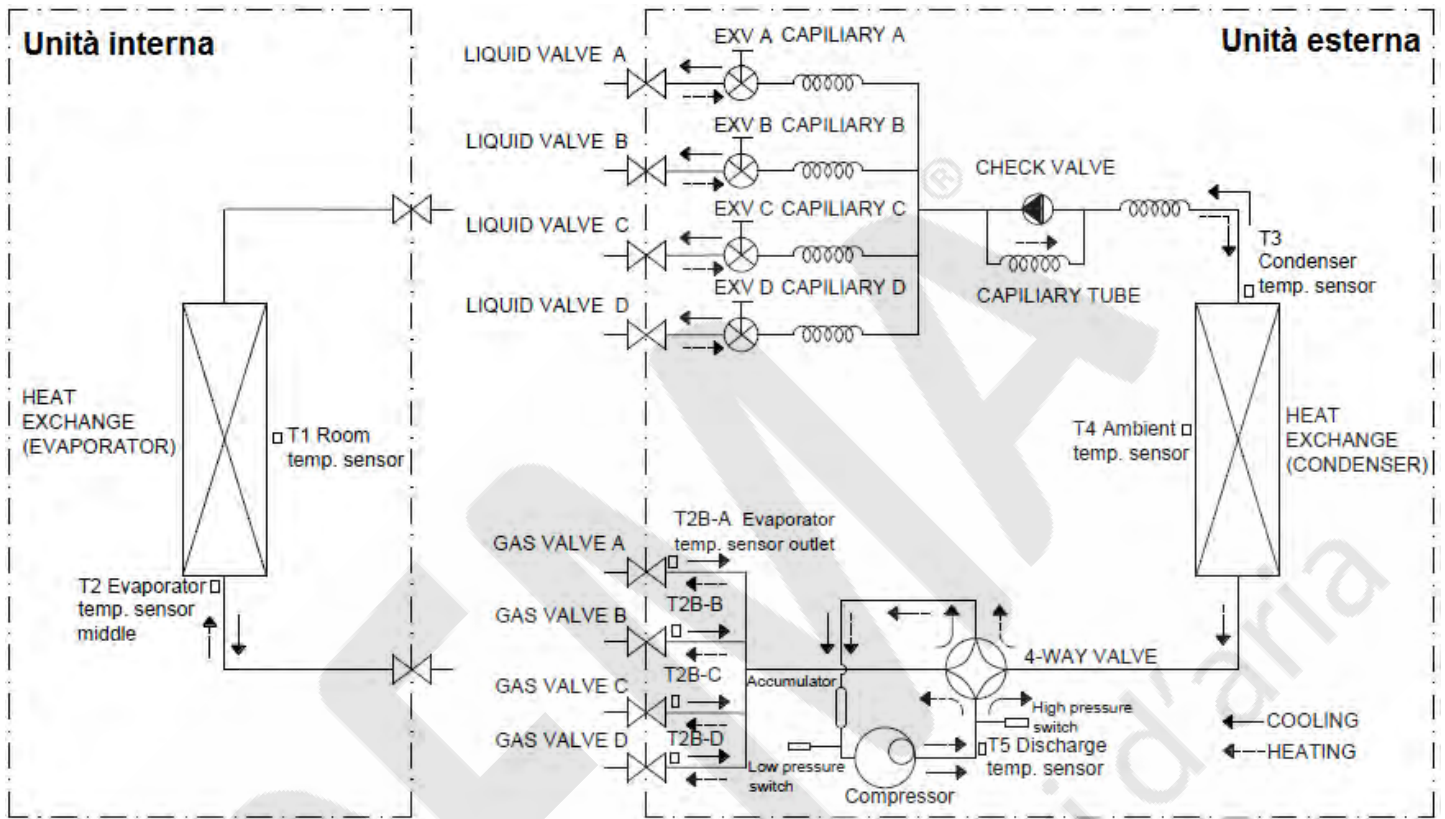 Unità interna
HEAT
EXCHANGE
(EVAPORATOR)
T1 Room
temp. sensor
T2 Evaporator
temp. sensor
middle
Unità esterna
LIQUID VALVE A
EXV A CAPILIARY A
LIQUID VALVE B
EXV B CAPILIARY B
LIQUID VALVE C
EXV C CAPILIARY C
LIQUID VALVE D
EXV D CAPILIARY D
CHECK VALVE
CAPILIARY TUBE
T3
Condenser
temp. sensor
T4 Ambient
temp. sensor
HEAT
EXCHANGE
(CONDENSER)
GAS VALVE A
T2B-A Evaporator
temp. sensor outlet
GAS VALVE B
T2B-B
GAS VALVE C
T2B-C
GAS VALVE D
T2B-D
Accumulator
4-WAY VALVE
High pressure
switch
T5 Discharge
temp. sensor
Low pressure
switch
Compressor
COOLING
HEATING
®
EMA
d'aria